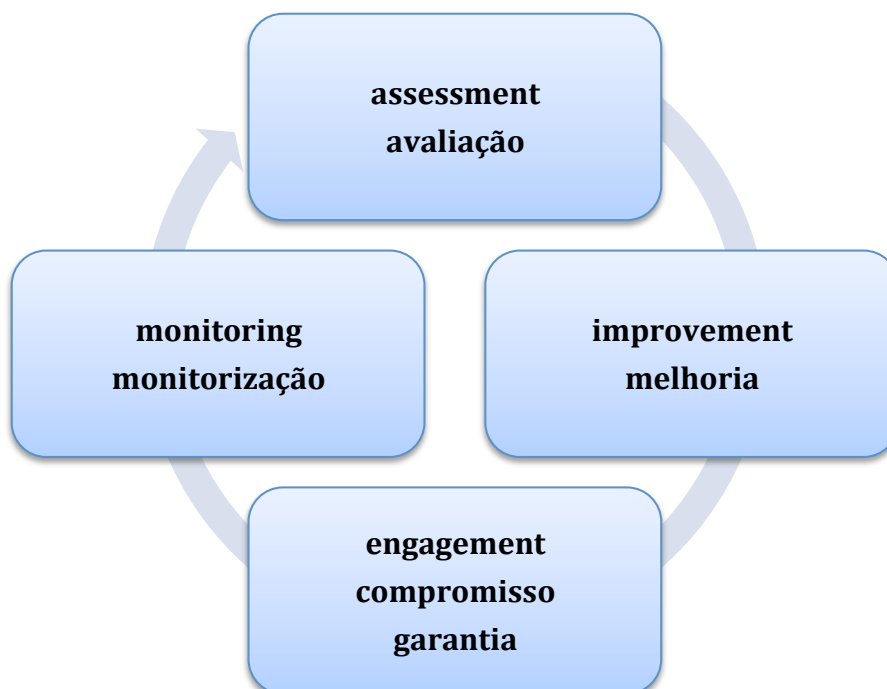 assessment
avaliação
monitoring
monitorização
improvement
melhoria
engagement
compromisso
garantia